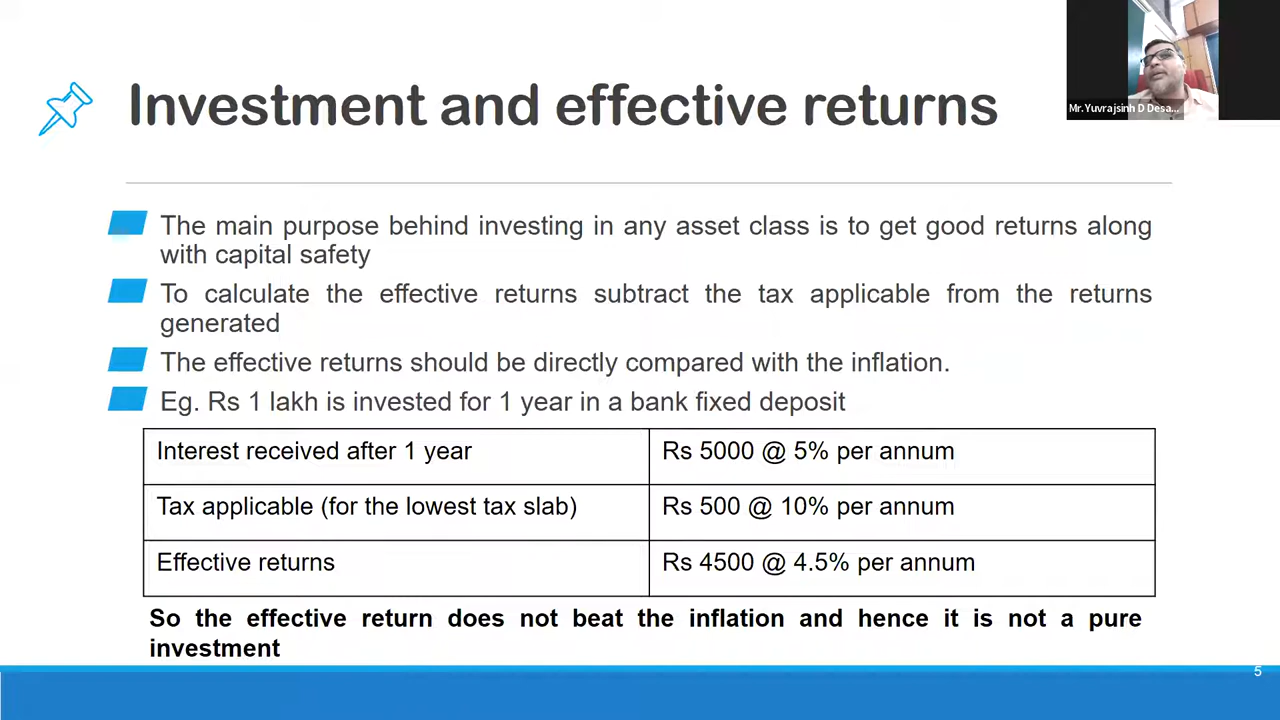 Investment and effective returns
Mr.Yuvrajsinh D Desa...
The main purpose behind investing in any asset class is to get good returns along
with capital safety
To calculate the effective returns subtract the tax applicable from the returns
generated
The effective returns should be directly compared with the inflation.
Eg. Rs 1 lakh is invested for 1 year in a bank fixed deposit
Interest received after 1 year
Rs 5000 @ 5% per annum
Tax applicable (for the lowest tax slab)
Rs 500 @ 10% per annum
Effective returns
Rs 4500 @ 4.5% per annum
So the effective return does not beat the inflation and hence it is not a pure
investment
5